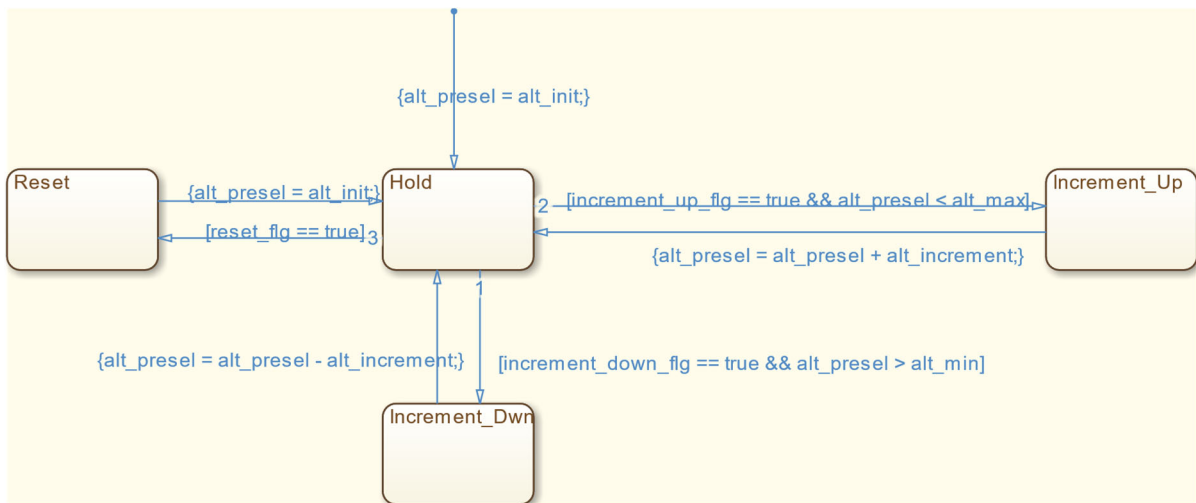 {alt_presel = alt_init;}
Reset
{alt_presel = alt_init;}
Hold
2 [increment_up_flg == true && alt_presel < alt_max]
Increment_Up
[reset_flg == true] 3
{alt_presel = alt_presel + alt_increment;}
1
{alt_presel = alt_presel - alt_increment;}
[increment_down_flg == true && alt_presel > alt_min]
Increment_Dwn